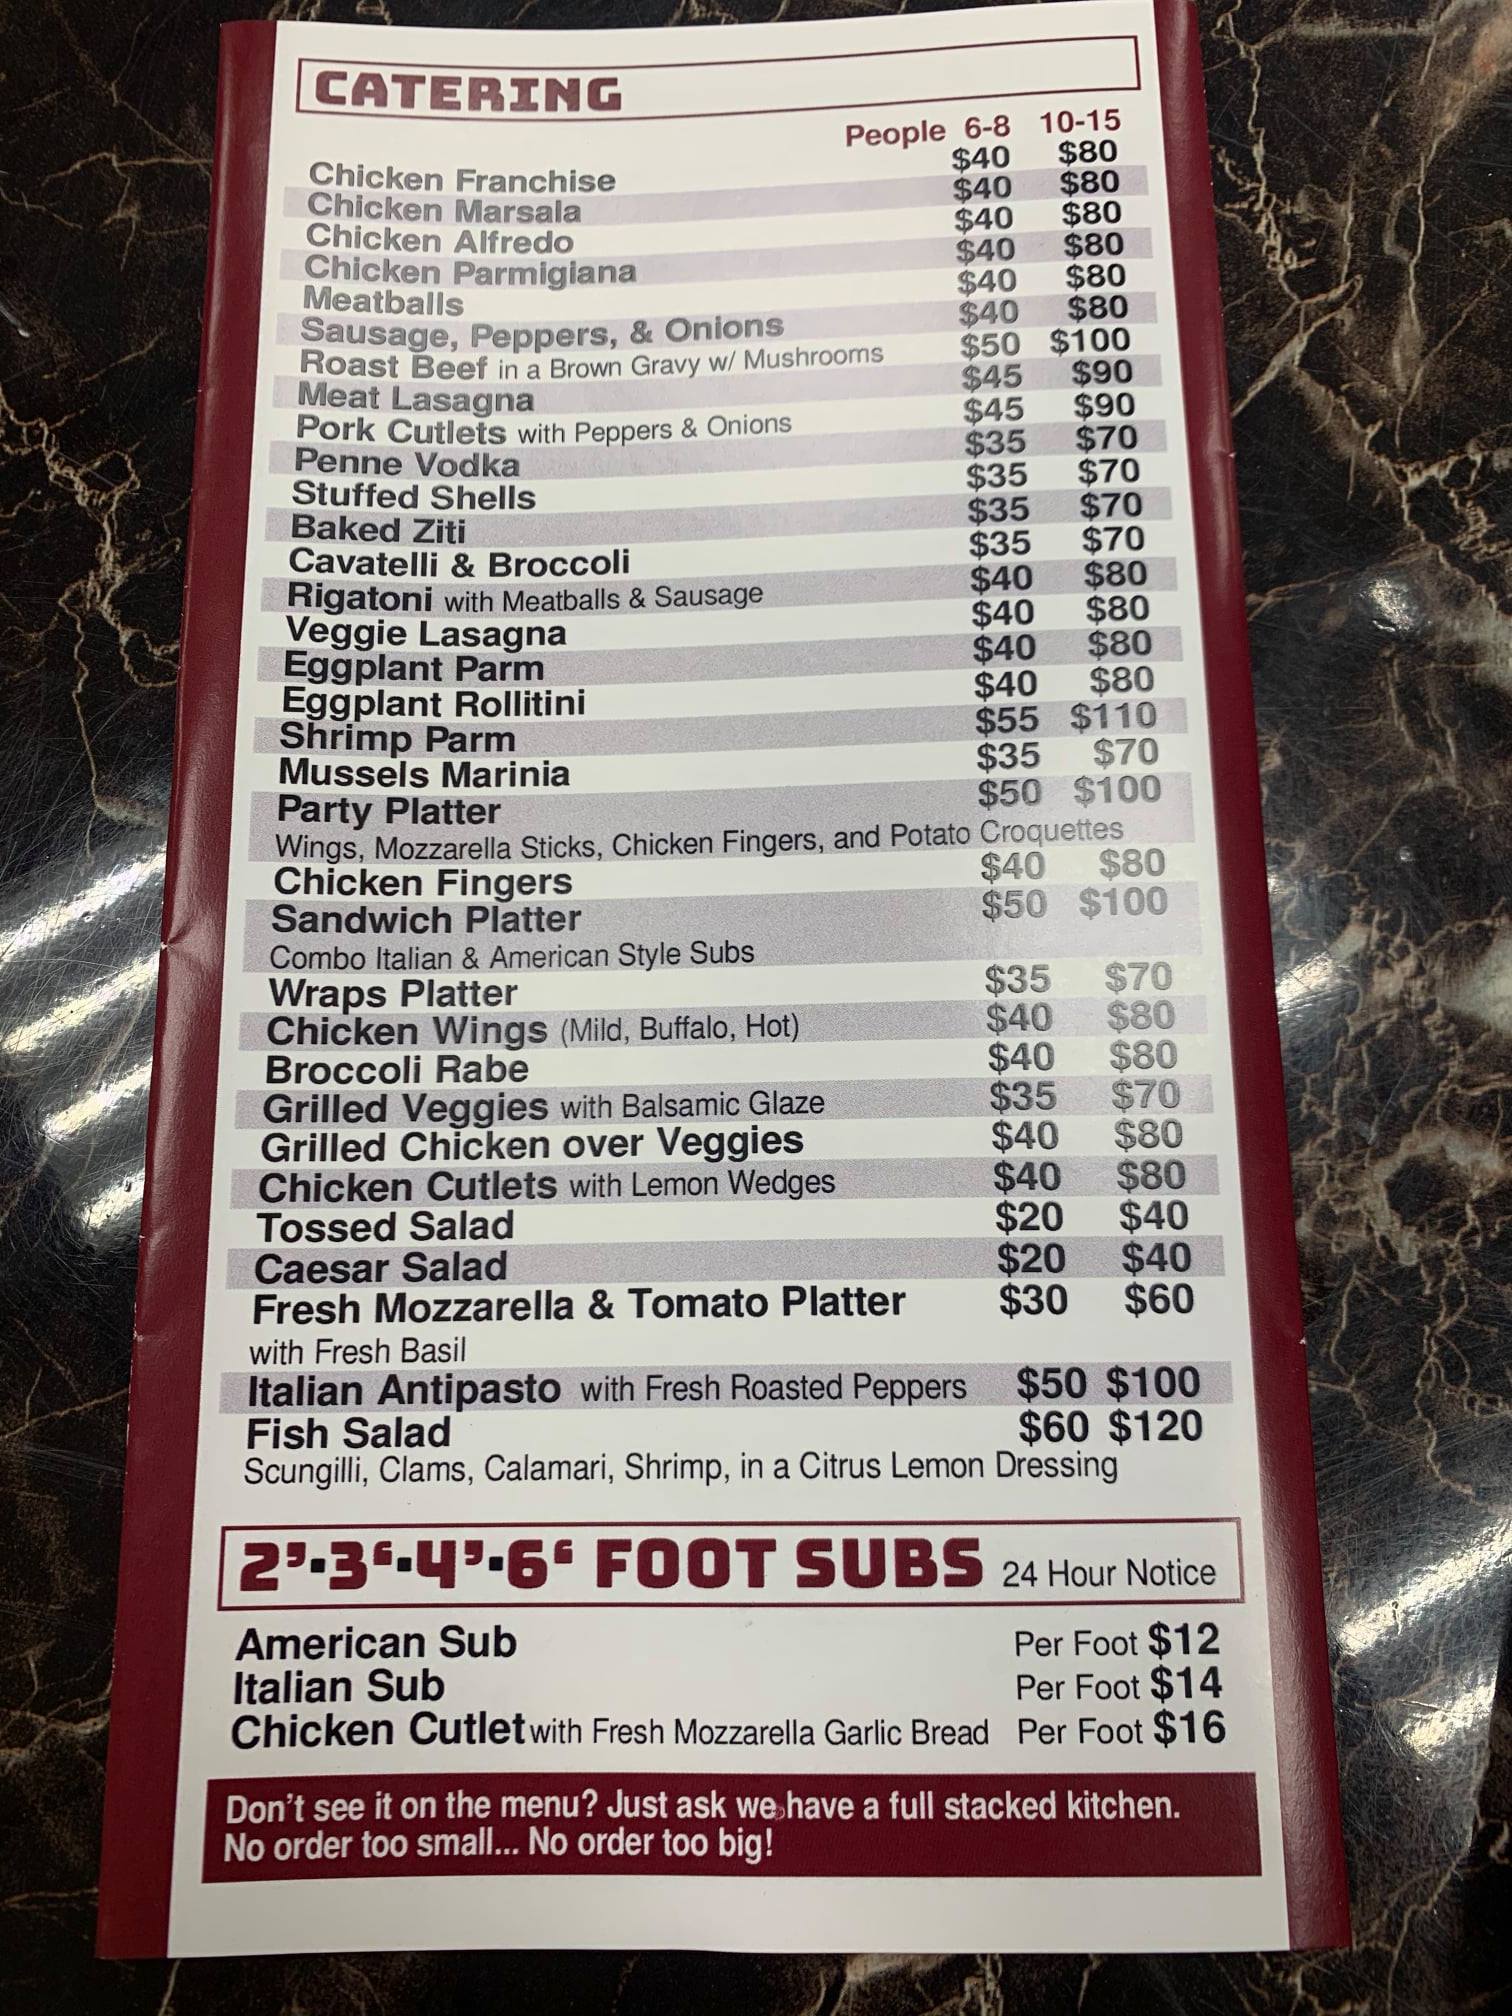 CATERING
People 6-8 10-15
Chicken Franchise $40 $80
Chicken Marsala $40 $80
Chicken Alfredo $40 $80
Chicken Parmigiana $40 $80
Meatballs $40 $80
Sausage, Peppers, & Onions $40 $80
Roast Beef in a Brown Gravy w/ Mushrooms $50 $100
Meat Lasagna $45 $90
Pork Cutlets with Peppers & Onions $45 $90
Penne Vodka $35 $70
Stuffed Shells $35 $70
Baked Ziti $35 $70
Cavatelli & Broccoli $35 $70
Rigatoni with Meatballs & Sausage $40 $80
Veggie Lasagna $40 $80
Eggplant Parm $40 $80
Eggplant Rollitini $40 $80
Shrimp Parm $55 $110
Mussels Marinia $35 $70
Party Platter $50 $100
Wings, Mozzarella Sticks, Chicken Fingers, and Potato Croquettes
Chicken Fingers $40 $80
Sandwich Platter $50 $100
Combo Italian & American Style Subs
Wraps Platter $35 $70
Chicken Wings (Mild, Buffalo, Hot) $40 $80
Broccoli Rabe $40 $80
Grilled Veggies with Balsamic Glaze $35 $70
Grilled Chicken over Veggies $40 $80
Chicken Cutlets with Lemon Wedges $40 $80
Tossed Salad $20 $40
Caesar Salad $20 $40
Fresh Mozzarella & Tomato Platter $30 $60
with Fresh Basil
Italian Antipasto with Fresh Roasted Peppers $50 $100
Fish Salad $60 $120
Scungilli, Clams, Calamari, Shrimp, in a Citrus Lemon Dressing
2’-3‘-4’-6‘ FOOT SUBS 24 Hour Notice
American Sub Per Foot $12
Italian Sub Per Foot $14
Chicken Cutlet with Fresh Mozzarella Garlic Bread Per Foot $16
Don't see it on the menu? Just ask we have a full stacked kitchen.
No order too small... No order too big!